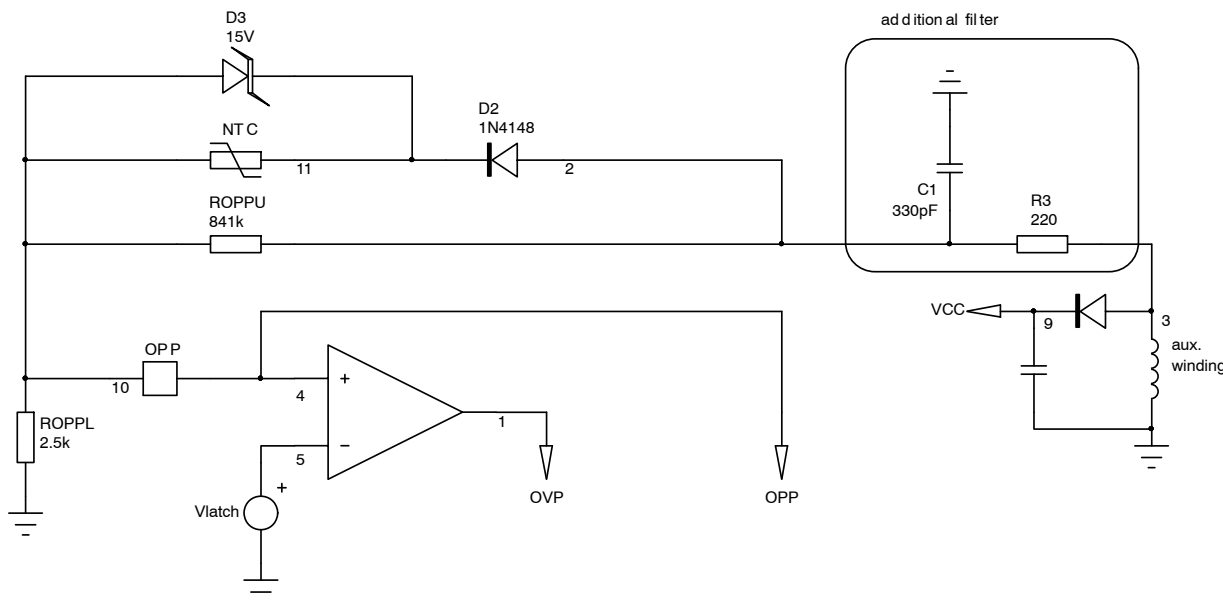 D3
15V
additional filter
D2
1N4148
NTC
11
2
C1
330pF
R3
220
ROPPU
841k
VCC
9
3
aux.
winding
OPP
10
4
+
1
ROPPL
2.5k
5
−
+
Vlatch
OVP
OPP